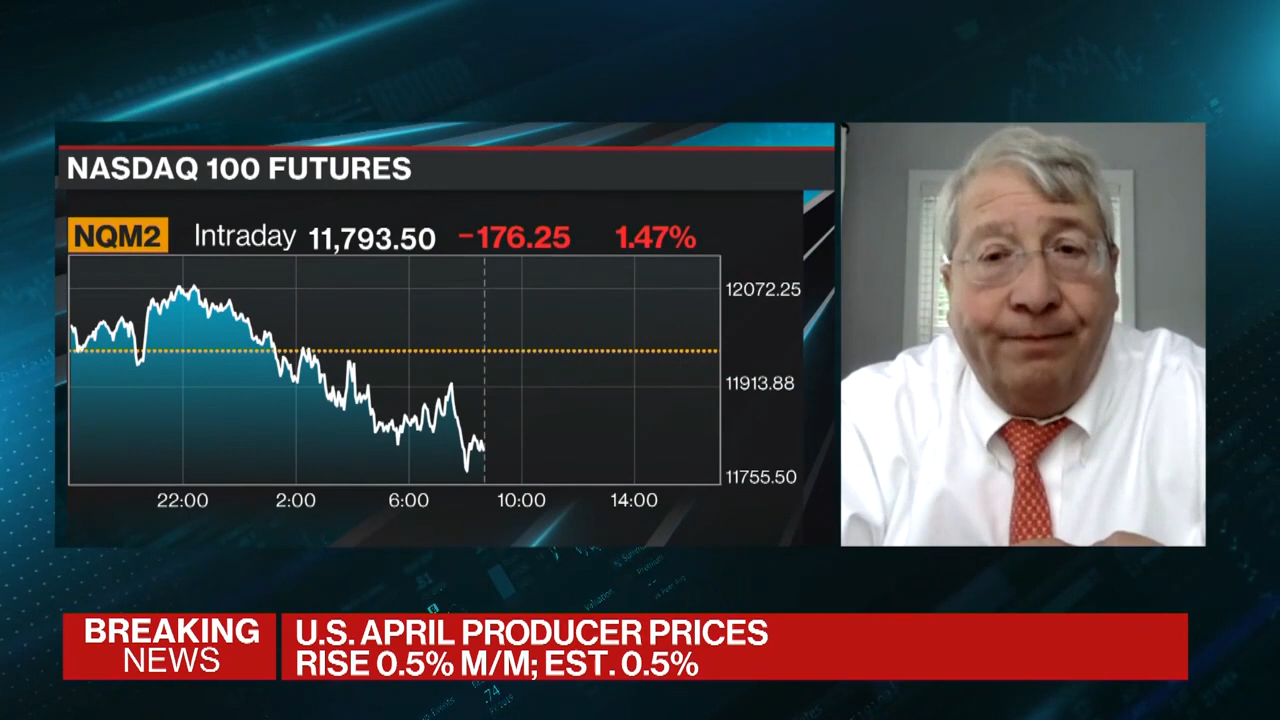 NASDAQ 100 FUTURES
NQM2 Intraday 11,793.50 -176.25 1.47%
12072.25
11913.88
11755.50
22:00 2:00 6:00 10:00 14:00
BREAKING
NEWS
U.S. APRIL PRODUCER PRICES
RISE 0.5% M/M; EST. 0.5%